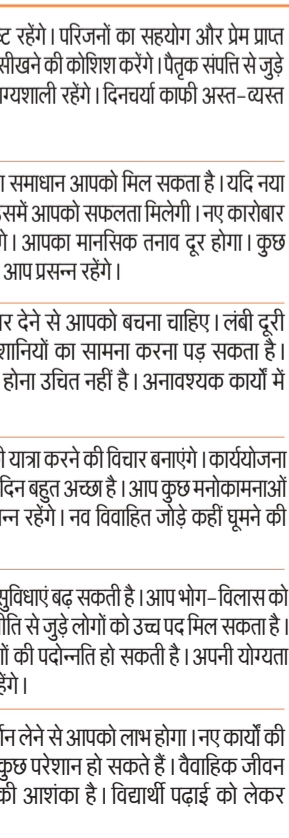 रहेंगे। परिजनों का सहयोग और प्रेम प्राप्त
सीखने की कोशिश करेंगे। पैतृक संपत्ति से जुड़े
रहेंगे। दिनचर्या काफी अस्त-व्यस्त
समाधान आपको मिल सकता है। यदि नया
आपको सफलता मिलेगी। नए कारोबार
आपका मानसिक तनाव दूर होगा। कुछ
आप प्रसन्न रहेंगे।
देने से आपको बचना चाहिए। लंबी दूरी
का सामना करना पड़ सकता है।
होना उचित नहीं है। अनावश्यक कार्यों में
यात्रा करने की विचार बनाएंगे। कार्ययोजना
दिन बहुत अच्छा है। आप कुछ मनोकामनाओं
रहेंगे। नव विवाहित जोड़े कहीं घूमने की
सुविधाएं बढ़ सकती है। आप भोग-विलास को
से जुड़े लोगों को उच्च पद मिल सकता है।
की पदोन्नति हो सकती है। अपनी योग्यता
लेने से आपको लाभ होगा। नए कार्यों की
कुछ परेशान हो सकते हैं। वैवाहिक जीवन
की आशंका है। विद्यार्थी पढ़ाई को लेकर